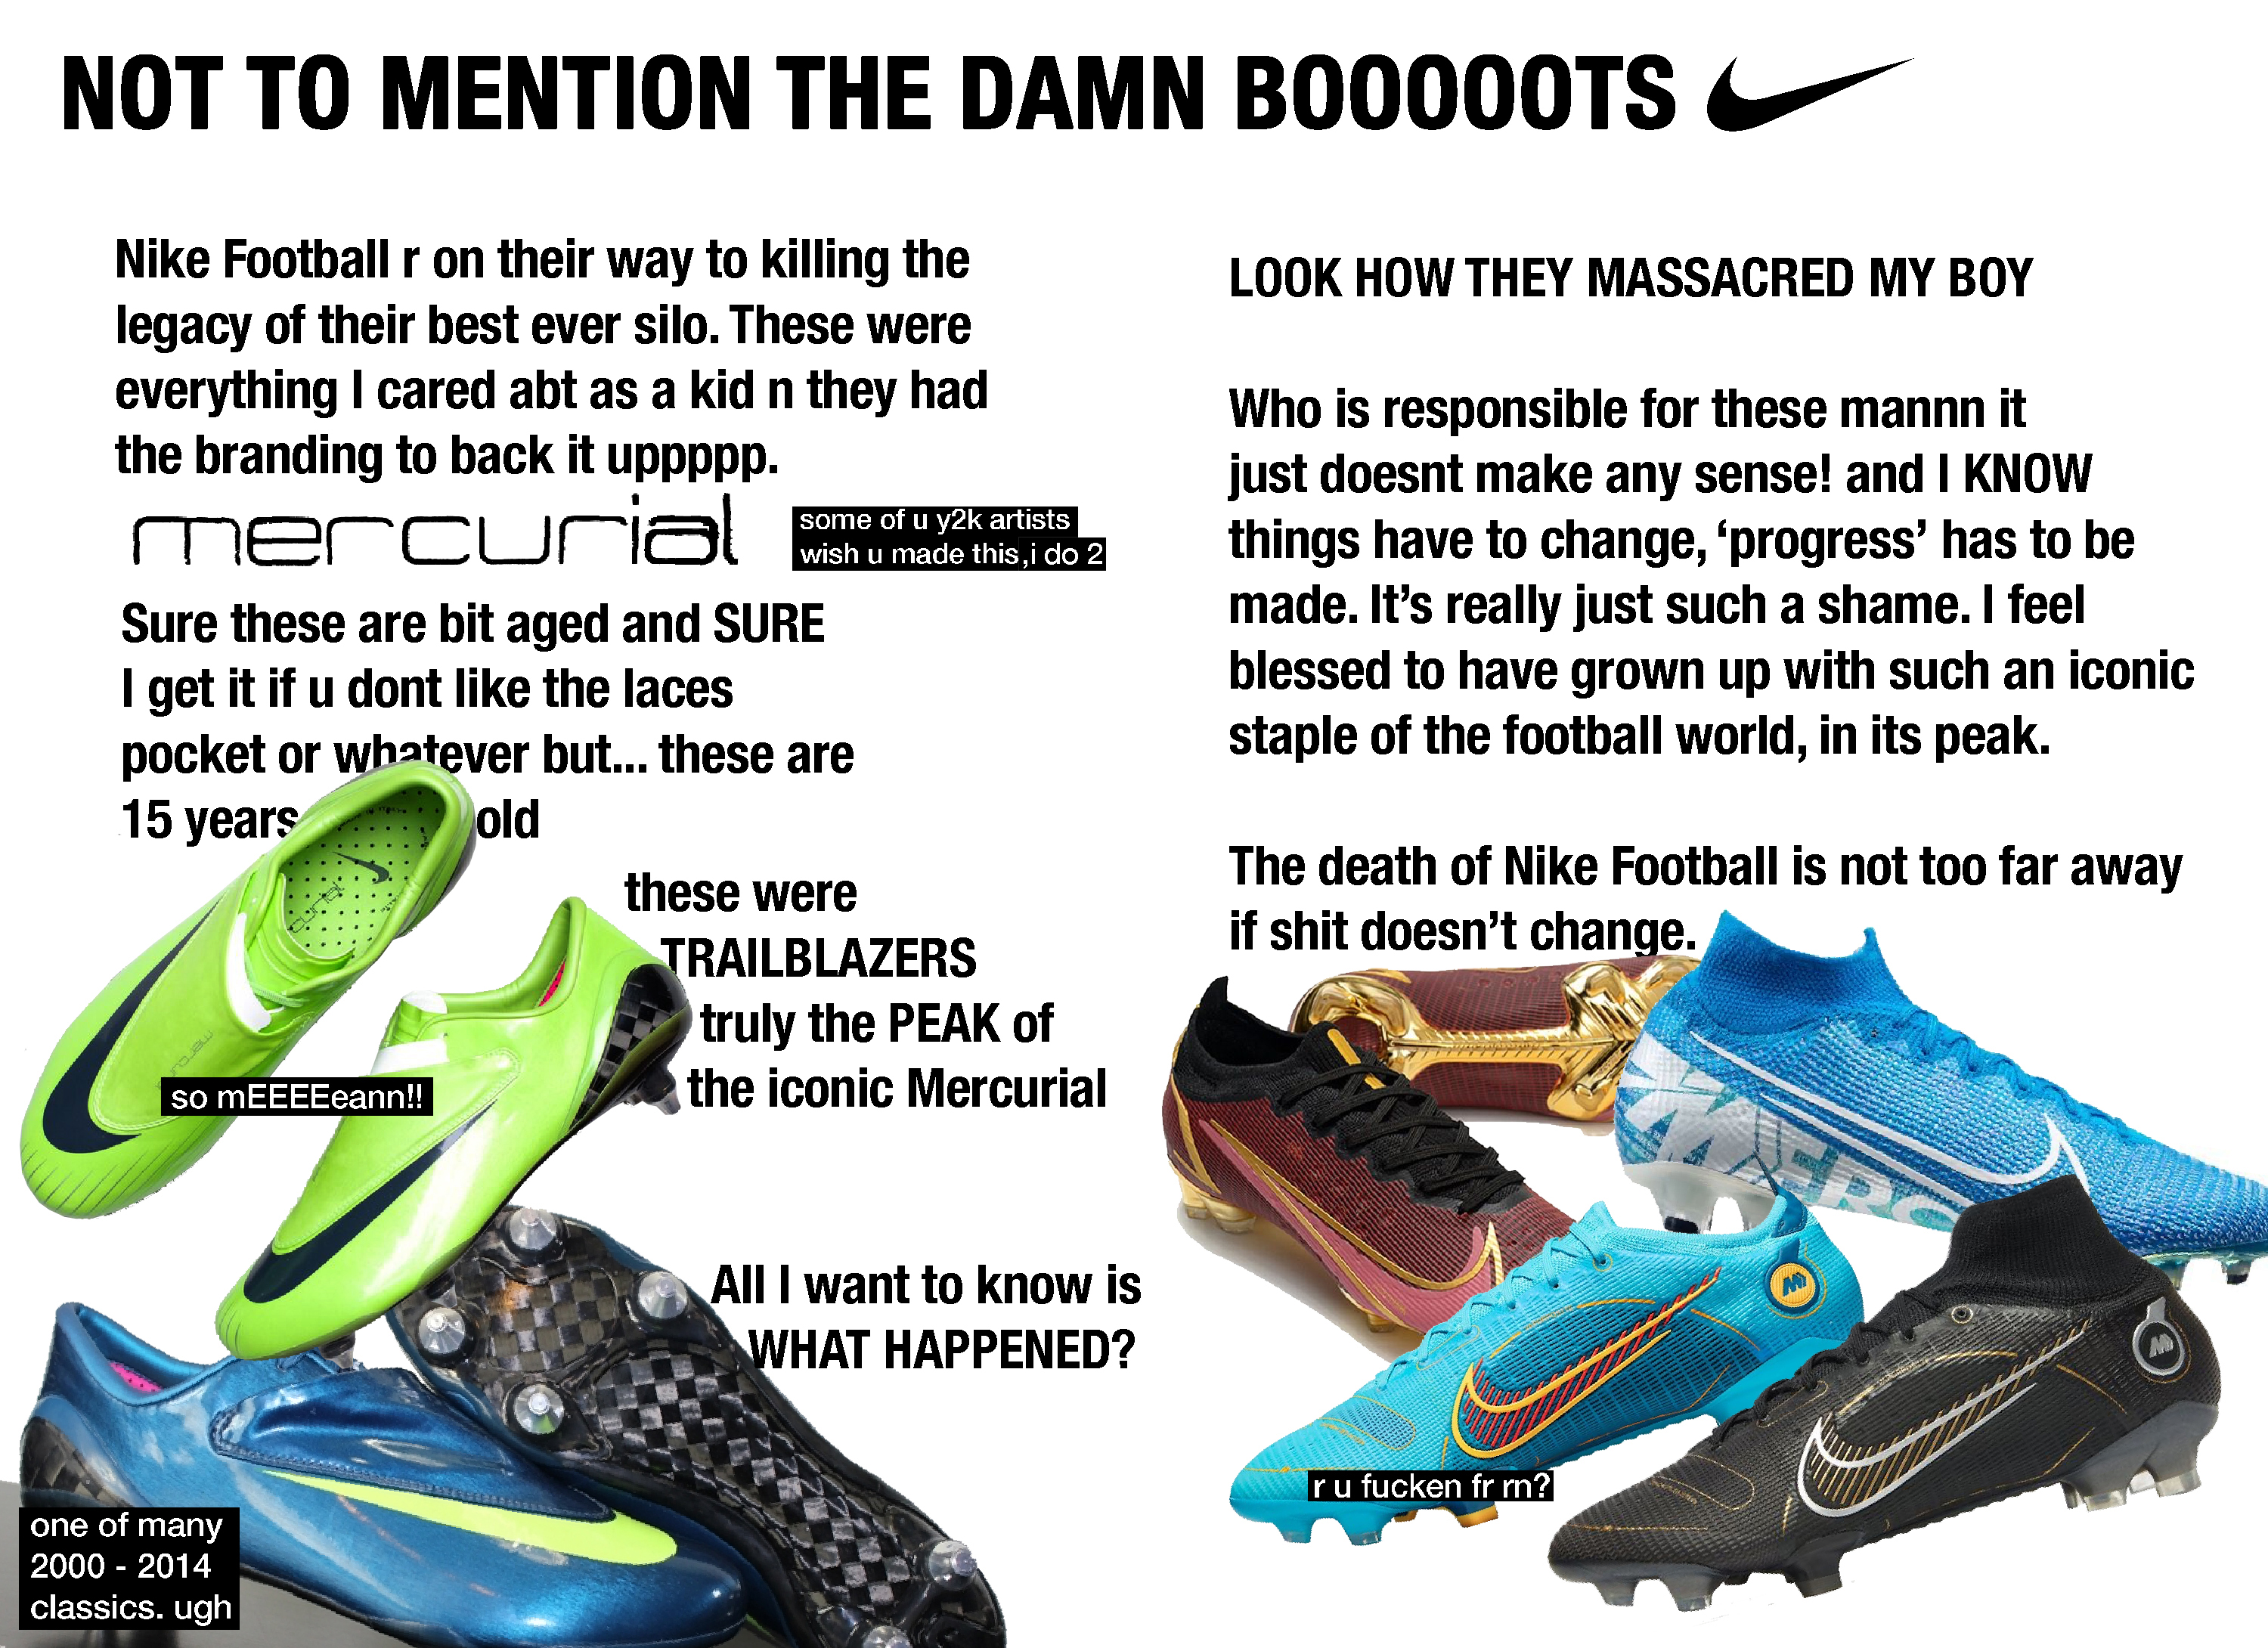 NOT TO MENTION THE DAMN BOOOOOTS
Nike Football r on their way to killing the
legacy of their best ever silo. These were
everything I cared abt as a kid n they had
the branding to back it uppppp.
mercurial
some of u y2k artists
wish u made this,i do 2
Sure these are bit aged and SURE
I get it if u dont like the laces
pocket or whatever but... these are
15 years old
these were
TRAILBLAZERS
truly the PEAK of
the iconic Mercurial
so mEEEEeann!!
All I want to know is
WHAT HAPPENED?
one of many
2000 - 2014
classics. ugh
LOOK HOW THEY MASSACRED MY BOY
Who is responsible for these mannn it
just doesnt make any sense! and I KNOW
things have to change, ‘progress’ has to be
made. It’s really just such a shame. I feel
blessed to have grown up with such an iconic
staple of the football world, in its peak.
The death of Nike Football is not too far away
if shit doesn’t change.
MERC
r u fucken fr rn?